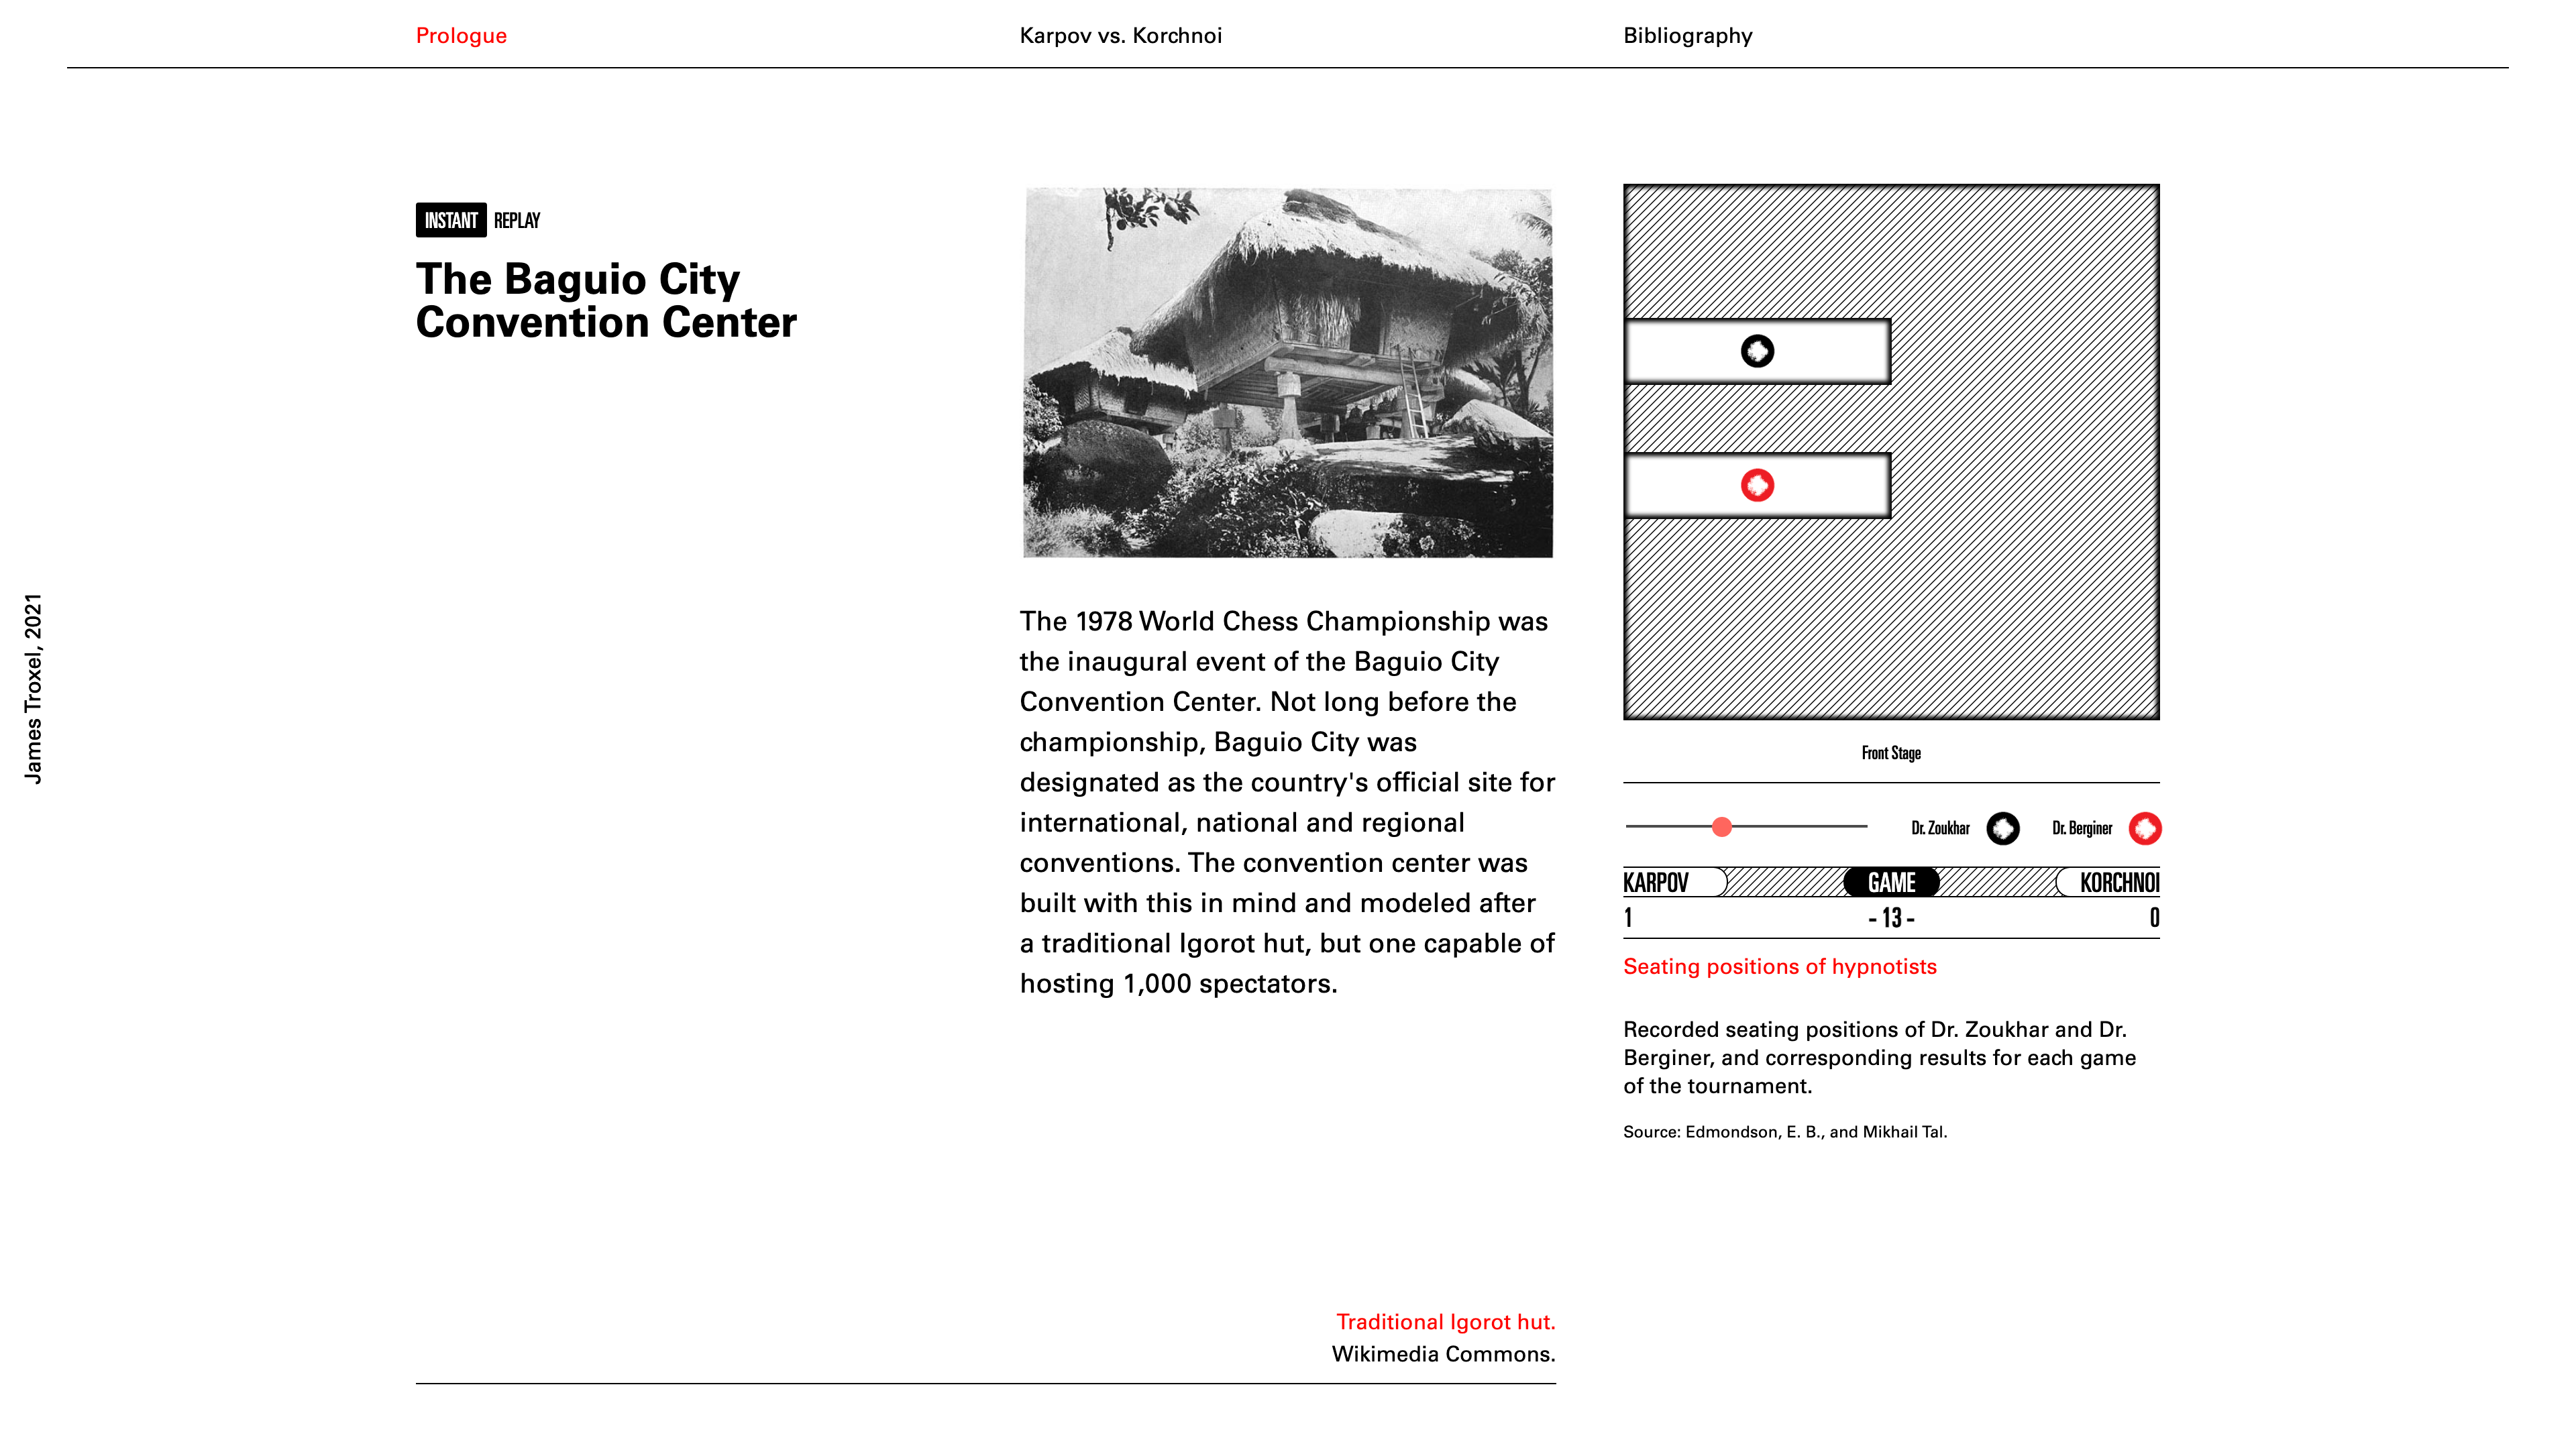 Prologue
Karpov vs. Korchnoi
Bibliography
James Troxel, 2021
INSTANT REPLAY
The Baguio City
Convention Center
The 1978 World Chess Championship was
the inaugural event of the Baguio City
Convention Center. Not long before the
championship, Baguio City was
designated as the country's official site for
international, national and regional
conventions. The convention center was
built with this in mind and modeled after
a traditional Igorot hut, but one capable of
hosting 1,000 spectators.
Traditional Igorot hut.
Wikimedia Commons.
Front Stage
Dr. Zoukhar
Dr. Berginer
KARPOV GAME KORCHNOI
1 - 13 - 0
Seating positions of hypnotists
Recorded seating positions of Dr. Zoukhar and Dr.
Berginer, and corresponding results for each game
of the tournament.
Source: Edmondson, E. B., and Mikhail Tal.